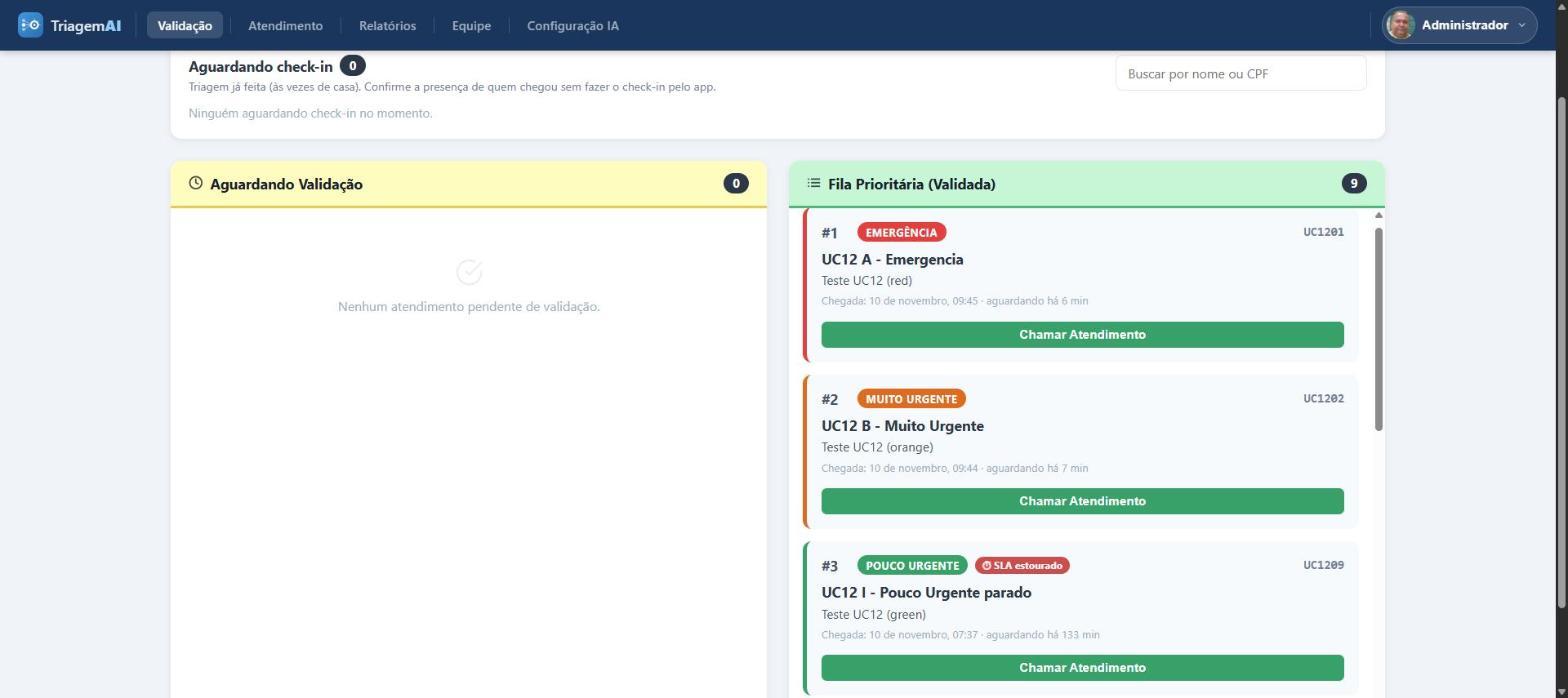 TriagemAI
Validação
Atendimento
Relatórios
Equipe
Configuração IA
Administrador
Aguardando check-in 0
Triagem já feita (às vezes de casa). Confirme a presença de quem chegou sem fazer o check-in pelo app.
Buscar por nome ou CPF
Ninguém aguardando check-in no momento.
Aguardando Validação 0
Nenhum atendimento pendente de validação.
Fila Prioritária (Validada) 9
#1 EMERGÊNCIA UC1201
UC12 A - Emergencia
Teste UC12 (red)
Chegada: 10 de novembro, 09:45 · aguardando há 6 min
Chamar Atendimento
#2 MUITO URGENTE UC1202
UC12 B - Muito Urgente
Teste UC12 (orange)
Chegada: 10 de novembro, 09:44 · aguardando há 7 min
Chamar Atendimento
#3 POUCO URGENTE SLA estourado UC1209
UC12 I - Pouco Urgente parado
Teste UC12 (green)
Chegada: 10 de novembro, 07:37 · aguardando há 133 min
Chamar Atendimento